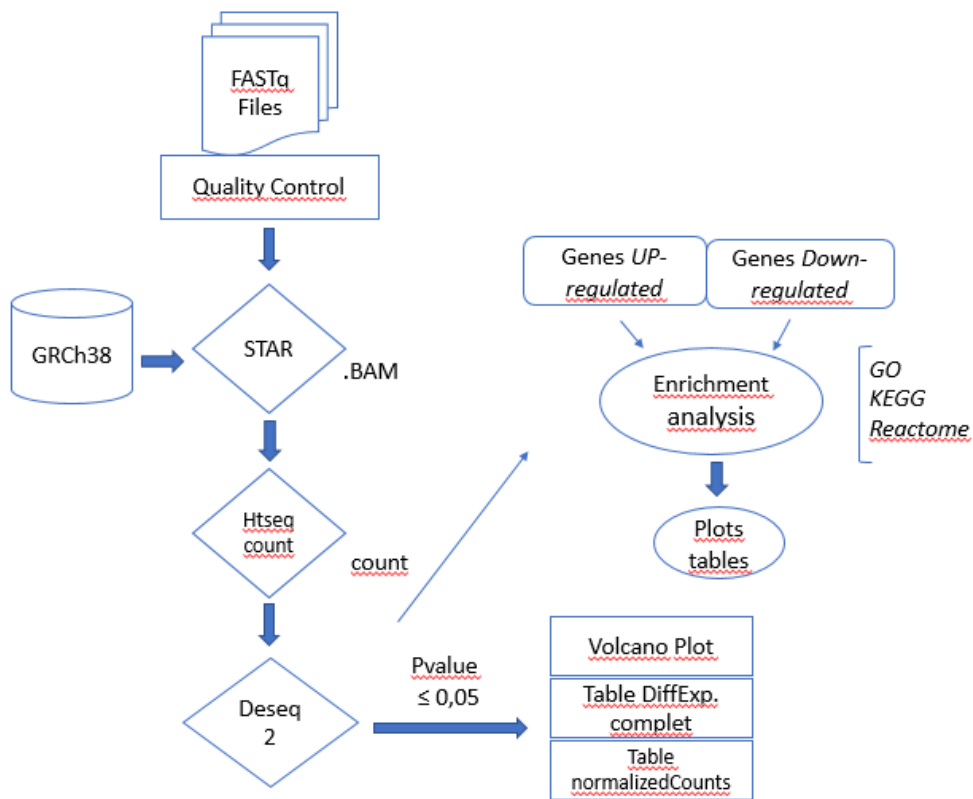 FASTq
Files
Quality Control
GRCh38
STAR
.BAM
Htseq
count
count
Deseq
2
Pvalue
≤ 0,05
Genes UP-
regulated
Genes Down-
regulated
Enrichment
analysis
GO
KEGG
Reactome
Plots
tables
Volcano Plot
Table DiffExp.
complet
Table
normalizedCounts